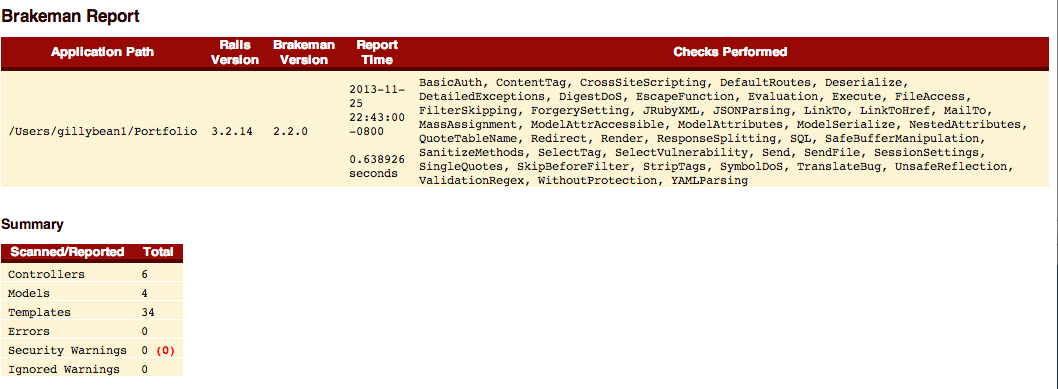 Brakeman Report
Application Path Rails Version Brakeman Version Report Time Checks Performed
/Users/gillybean1/Portfolio 3.2.14 2.2.0
2013-11-
25
22:43:00
-0800
0.638926
seconds
BasicAuth, ContentTag, CrossSiteScripting, DefaultRoutes, Deserialize,
DetailedExceptions, DigestDoS, EscapeFunction, Evaluation, Execute, FileAccess,
FilterSkipping, ForgerySetting, JRubyXML, JSONParsing, LinkTo, LinkToHref, MailTo,
MassAssignment, ModelAttrAccessible, ModelAttributes, ModelSerialize, NestedAttributes,
QuoteTableName, Redirect, Render, ResponseSplitting, SQL, SafeBufferManipulation,
SanitizeMethods, SelectTag, SelectVulnerability, Send, SendFile, SessionSettings,
SingleQuotes, SkipBeforeFilter, StripTags, SymbolDoS, TranslateBug, UnsafeReflection,
ValidationRegex, WithoutProtection, YAMLParsing
Summary
Scanned/Reported Total
Controllers 6
Models 4
Templates 34
Errors 0
Security Warnings 0 (0)
Ignored Warnings 0